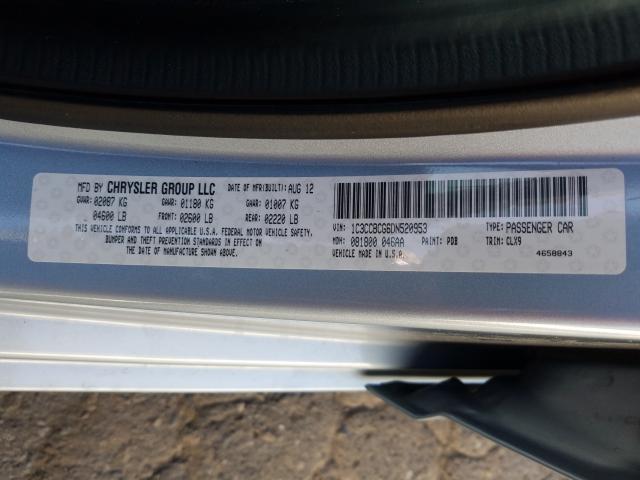 MFD BY CHRYSLER GROUP LLC DATE OF MFR(BUILT): AUG 12
GVWR: 02087 KG GAWR: 01180 KG GAWR: 01007 KG
04600 LB FRONT: 02600 LB REAR: 02220 LB
THIS VEHICLE CONFORMS TO ALL APPLICABLE U.S.A. FEDERAL MOTOR VEHICLE SAFETY,
BUMPER AND THEFT PREVENTION STANDARDS IN EFFECT ON
THE DATE OF MANUFACTURE SHOWN ABOVE.
VIN: 1C3CCBCG6DN520953 TYPE: PASSENGER CAR
MDH: 081800 046AA PAINT: PDB TRIM: CLX9
VEHICLE MADE IN U.S.A. 4658843